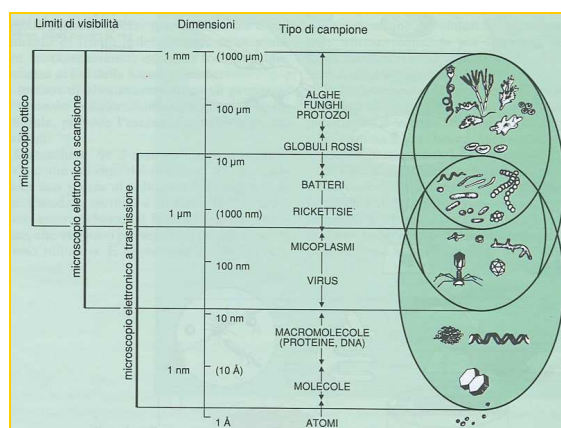 Limiti di visibilità
Dimensioni
Tipo di campione
microscopio ottico
microscopio elettronico a scansione
microscopio elettronico a trasmissione
1 mm (1000 µm)
100 µm
10 µm
1 µm (1000 nm)
100 nm
10 nm
1 nm (10 Å)
1 Å
ALGHE
FUNGHI
PROTOZOI
GLOBULI ROSSI
BATTERI
RICKETTSIE
MICOPLASMI
VIRUS
MACROMOLECOLE
(PROTEINE, DNA)
MOLECOLE
ATOMI